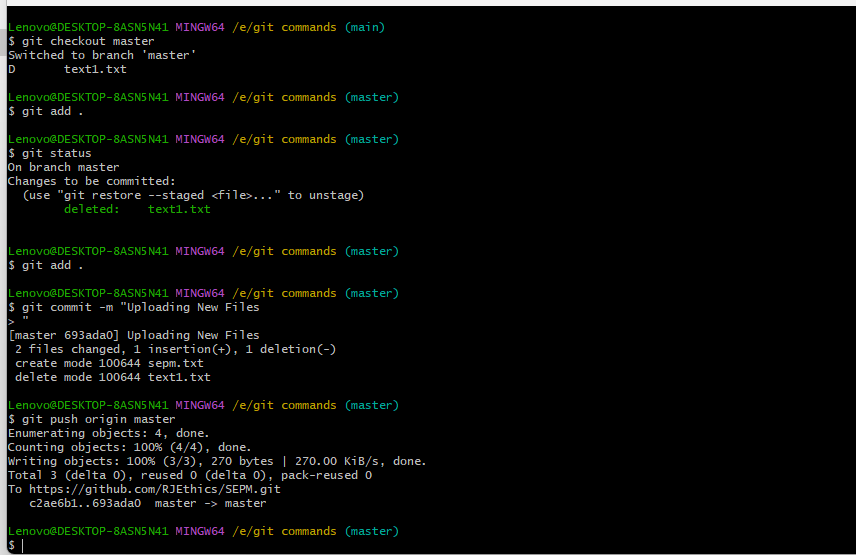 Lenovo@DESKTOP-8ASN5N41 MINGW64 /e/git commands (main)
$ git checkout master
Switched to branch 'master'
D       text1.txt
Lenovo@DESKTOP-8ASN5N41 MINGW64 /e/git commands (master)
$ git add .
Lenovo@DESKTOP-8ASN5N41 MINGW64 /e/git commands (master)
$ git status
On branch master
Changes to be committed:
  (use "git restore --staged <file>..." to unstage)
        deleted:    text1.txt
Lenovo@DESKTOP-8ASN5N41 MINGW64 /e/git commands (master)
$ git add .
Lenovo@DESKTOP-8ASN5N41 MINGW64 /e/git commands (master)
$ git commit -m "Uploading New Files
> "
[master 693ada0] Uploading New Files
 2 files changed, 1 insertion(+), 1 deletion(-)
 create mode 100644 sepm.txt
 delete mode 100644 text1.txt
Lenovo@DESKTOP-8ASN5N41 MINGW64 /e/git commands (master)
$ git push origin master
Enumerating objects: 4, done.
Counting objects: 100% (4/4), done.
Writing objects: 100% (3/3), 270 bytes | 270.00 KiB/s, done.
Total 3 (delta 0), reused 0 (delta 0), pack-reused 0
To https://github.com/RJEthics/SEPM.git
   c2ae6b1..693ada0  master -> master
Lenovo@DESKTOP-8ASN5N41 MINGW64 /e/git commands (master)
$